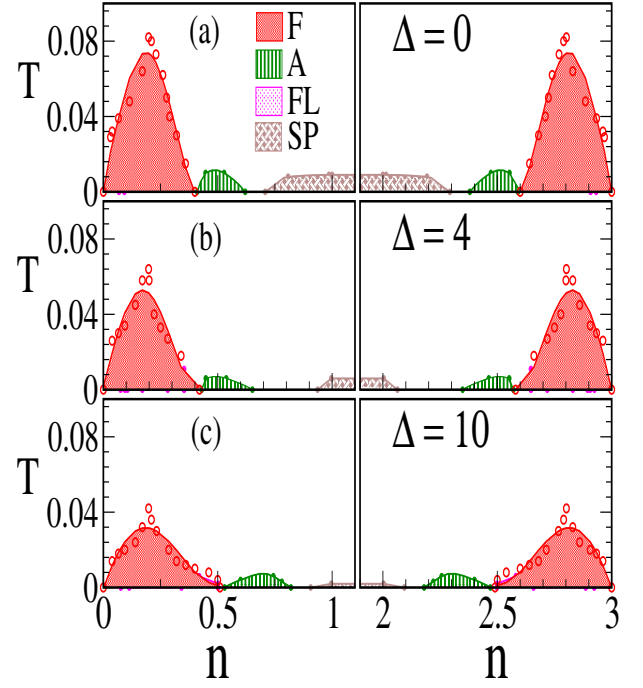 (a)
F
A
FL
SP
Δ = 0
T
0.08
0.04
0
(b)
Δ = 4
T
0.08
0.04
0
(c)
Δ = 10
T
0.08
0.04
0
0 0.5 1 2 2.5 3
n n